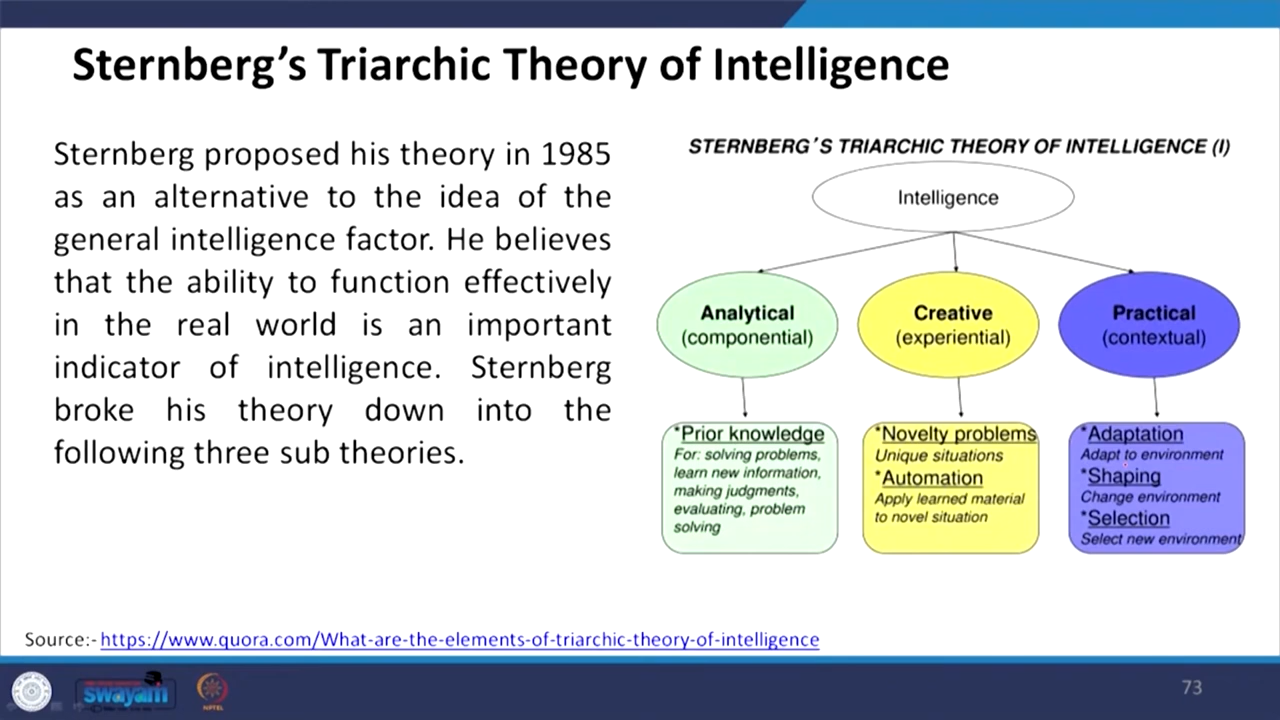 Sternberg’s Triarchic Theory of Intelligence
Sternberg proposed his theory in 1985
as an alternative to the idea of the
general intelligence factor. He believes
that the ability to function effectively
in the real world is an important
indicator of intelligence. Sternberg
broke his theory down into the
following three sub theories.
STERNBERG´S TRIARCHIC THEORY OF INTELLIGENCE (I)
Intelligence
Analytical
(componential)
Creative
(experiential)
Practical
(contextual)
*Prior knowledge
For: solving problems,
learn new information,
making judgments,
evaluating, problem
solving
*Novelty problems
Unique situations
*Automation
Apply learned material
to novel situation
*Adaptation
Adapt to environment
*Shaping
Change environment
*Selection
Select new environment
Source:- https://www.quora.com/What-are-the-elements-of-triarchic-theory-of-intelligence
swayam
NPTEL
73